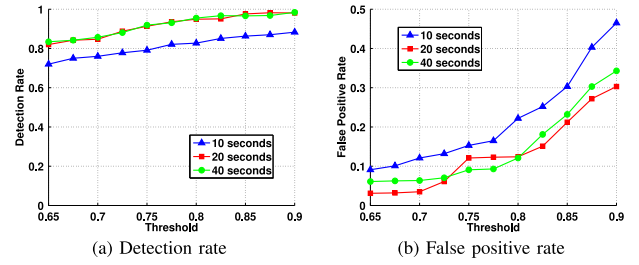 1
0.8
0.6
0.4
0.2
0
Detection Rate
10 seconds
20 seconds
40 seconds
0.65 0.7 0.75 0.8 0.85 0.9
Threshold
(a) Detection rate
0.5
0.4
0.3
0.2
0.1
0
False Positive Rate
10 seconds
20 seconds
40 seconds
0.65 0.7 0.75 0.8 0.85 0.9
Threshold
(b) False positive rate